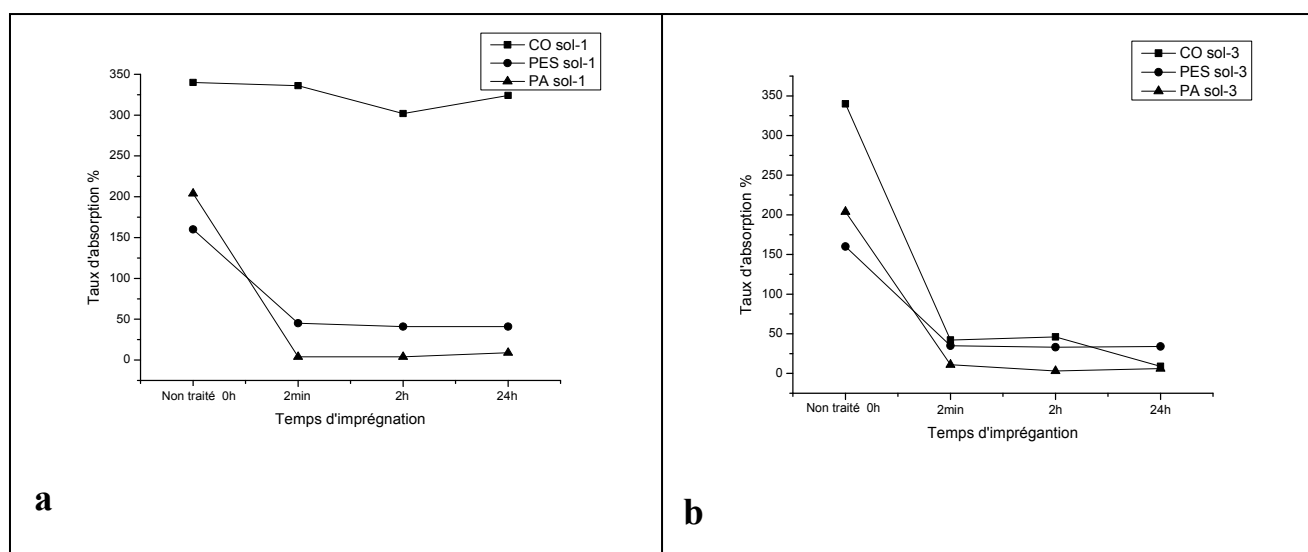 CO sol-1
PES sol-1
PA sol-1
350
300
250
200
150
100
50
0
Taux d'absorption %
Non traité 0h
2min
2h
24h
Temps d'imprégnation
a
CO sol-3
PES sol-3
PA sol-3
350
300
250
200
150
100
50
0
Taux d'absorption %
Non traité 0h
2min
2h
24h
Temps d'imprégantion
b